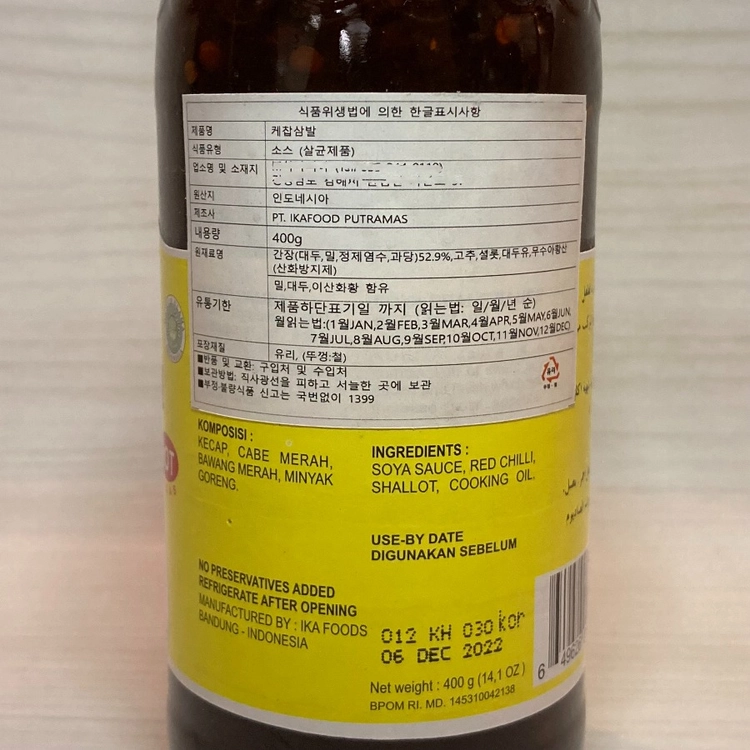 식품위생법에 의한 한글표시사항
제품명 케찹삼발
식품유형 소스 (살균제품)
업소명 및 소재지
원산지 인도네시아
제조사 PT. IKAFOOD PUTRAMAS
내용량 400g
원재료명 간장(대두,밀,정제염수,과당)52.9%,고추,샬롯,대두유,무수아황산
(산화방지제)
밀,대두,이산화황 함유
유통기한 제품하단표기일 까지 (읽는법: 일/월/년 순)
월읽는법:(1월JAN,2월FEB,3월MAR,4월APR,5월MAY,6월JUN,
7월JUL,8월AUG,9월SEP,10월OCT,11월NOV,12월DEC)
포장재질 유리, (뚜껑:철)
■반품 및 교환: 구입처 및 수입처
■보관방법: 직사광선을 피하고 서늘한 곳에 보관
■부정·불량식품 신고는 국번없이 1399
KOMPOSISI :
KECAP, CABE MERAH,
BAWANG MERAH, MINYAK
GORENG.
INGREDIENTS :
SOYA SAUCE, RED CHILLI,
SHALLOT, COOKING OIL.
USE-BY DATE
DIGUNAKAN SEBELUM
NO PRESERVATIVES ADDED
REFRIGERATE AFTER OPENING
MANUFACTURED BY : IKA FOODS
BANDUNG - INDONESIA
012 KH 030 kor
06 DEC 2022
Net weight : 400 g (14,1 OZ )
BPOM RI. MD. 145310042138